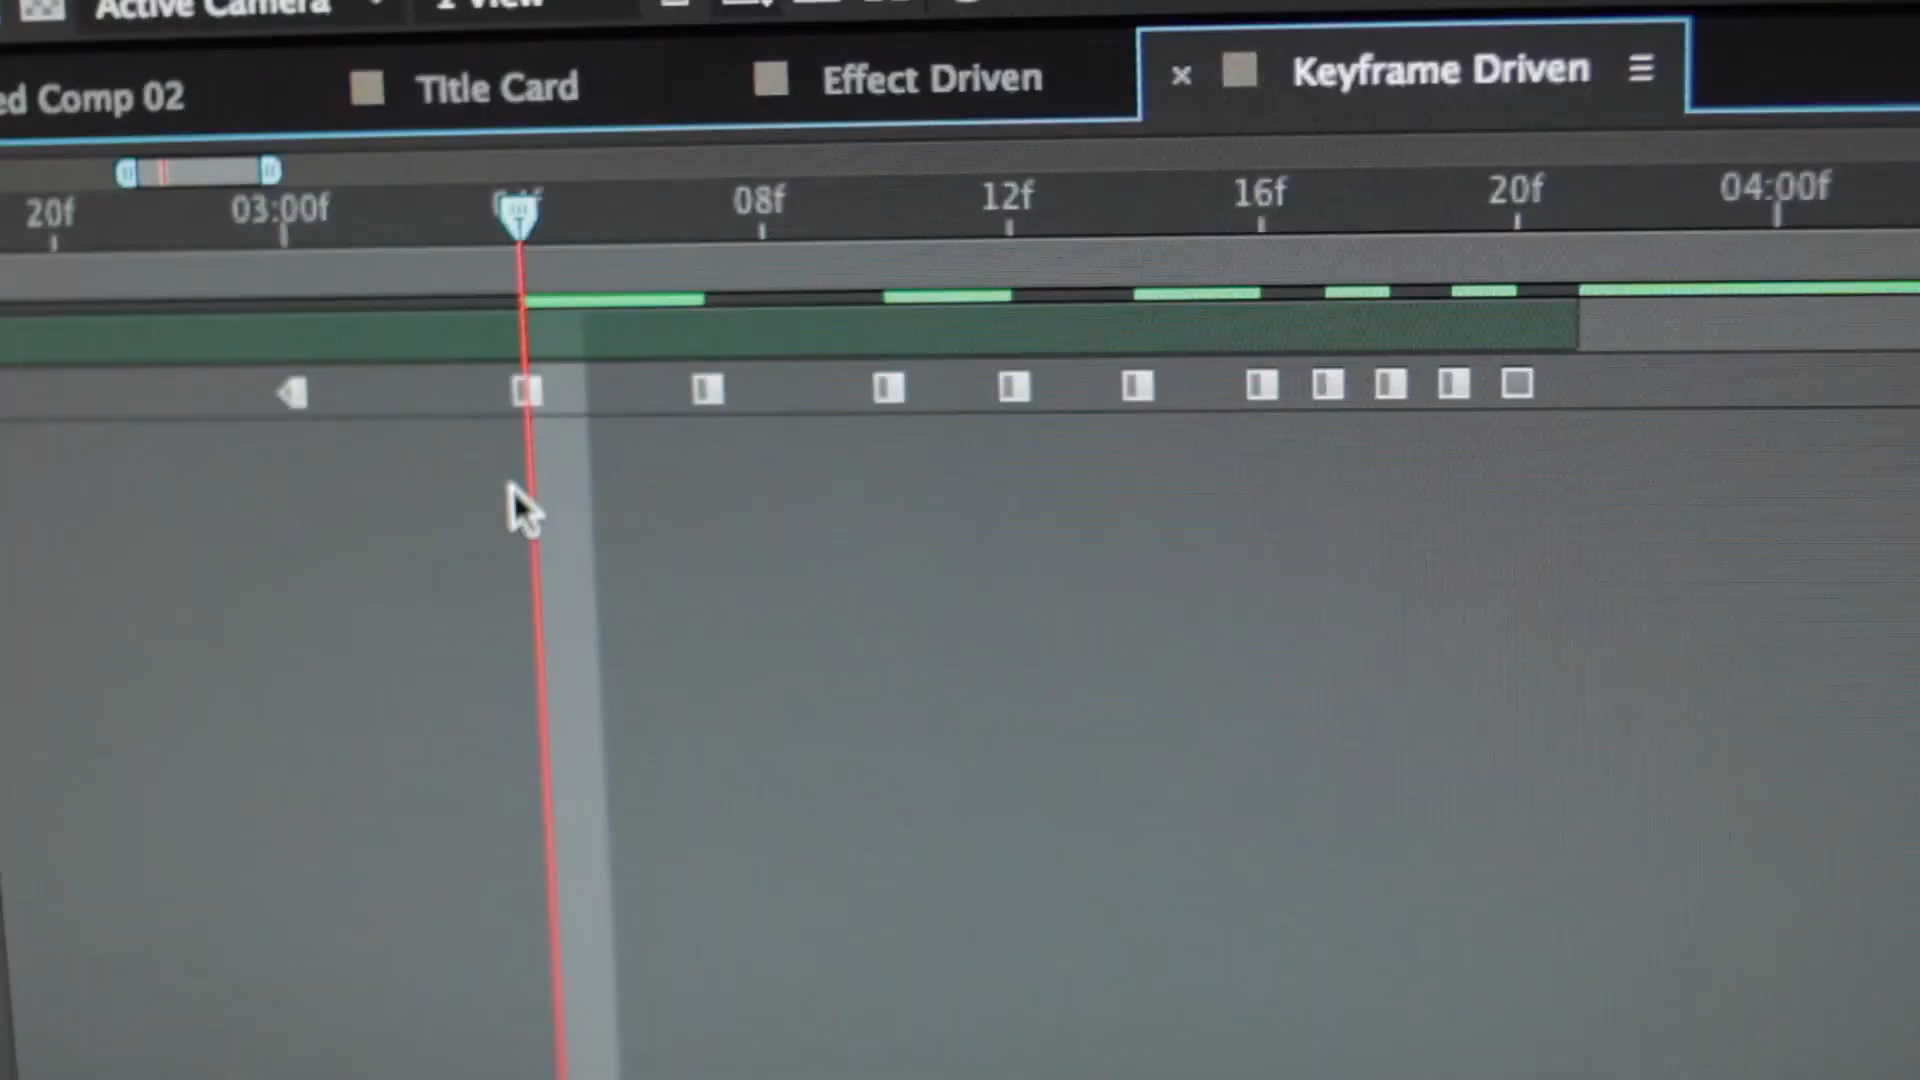 Active Camera
ed Comp 02
TItle Card
Effect Driven
Keyframe Driven
20f
03:00f
08f
12f
16f
20f
04:00f